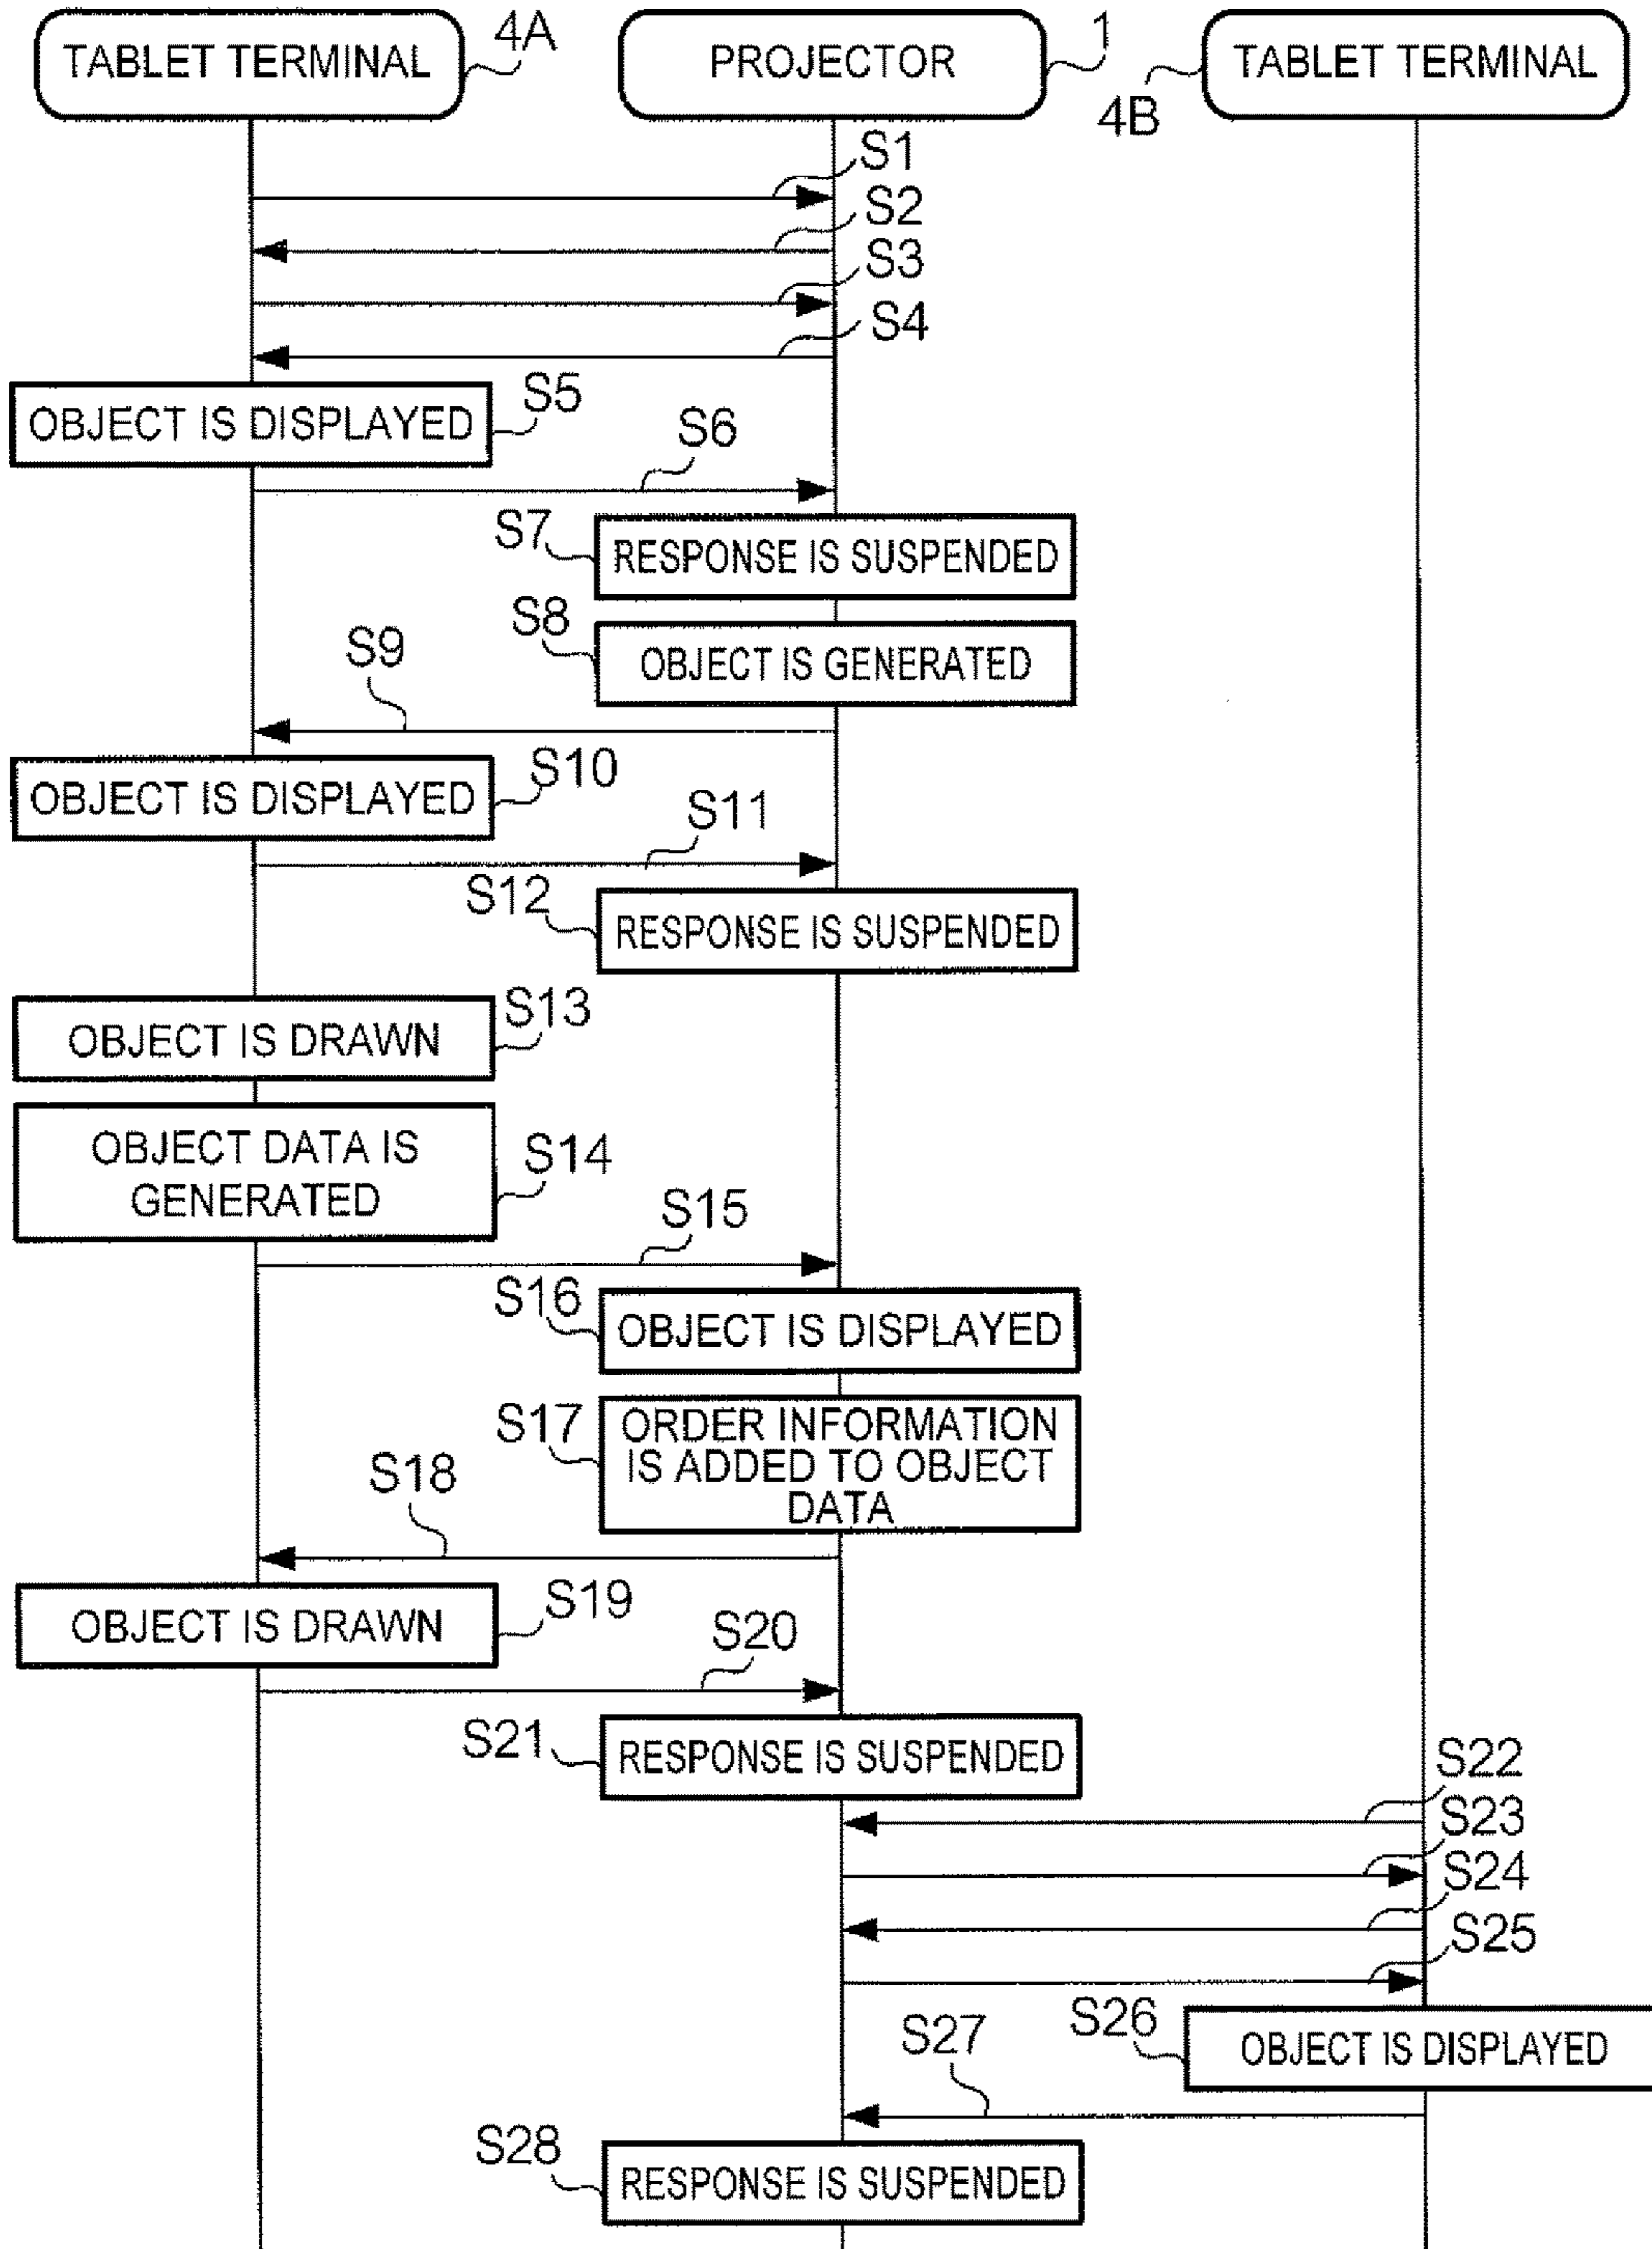 TABLET TERMINAL
4A
PROJECTOR
1
4B
TABLET TERMINAL
S1
S2
S3
S4
OBJECT IS DISPLAYED
S5
S6
S7
RESPONSE IS SUSPENDED
S8
OBJECT IS GENERATED
S9
OBJECT IS DISPLAYED
S10
S11
S12
RESPONSE IS SUSPENDED
OBJECT IS DRAWN
S13
OBJECT DATA IS
GENERATED
S14
S15
S16
OBJECT IS DISPLAYED
S17
ORDER INFORMATION
IS ADDED TO OBJECT
DATA
S18
OBJECT IS DRAWN
S19
S20
S21
RESPONSE IS SUSPENDED
S22
S23
S24
S25
S26
OBJECT IS DISPLAYED
S27
S28
RESPONSE IS SUSPENDED